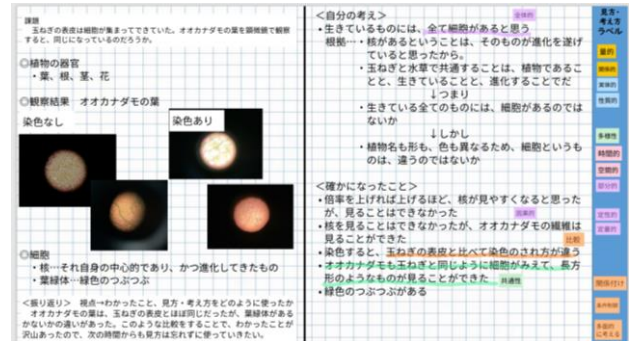 課題
玉ねぎの表皮は細胞が集まってできていた。オオカナダモの葉を顕微鏡で観察
すると、同じになっているのだろうか。
◎植物の器官
・葉、根、茎、花
◎観察結果 オオカナダモの葉
染色なし
染色あり
◎細胞
・核…それ自身の中心的であり、かつ進化してきたもの
・葉緑体…緑色のつぶつぶ
＜振り返り＞ 視点→わかったこと、見方・考え方をどのように使ったか
オオカナダモの葉は、玉ねぎの表皮とほぼ同じだったが、葉緑体がある
かないかの違いがあった。このような比較をすることで、わかったことが
沢山あったので、次の時間からも見方は忘れずに使っていきたい。
＜自分の考え＞
全体的
・生きているものには、全て細胞があると思う
根拠…・核があるということは、そのものが進化を遂げ
ていると思ったから。
・玉ねぎと水草で共通することは、植物であるこ
とと、生きていることと、進化することでだ
↓つまり
・生きている全てのものには、細胞があるのでは
ないか
↓しかし
・植物名も形も、色も異なるため、細胞というも
のは、違うのではないか
＜確かになったこと＞
・倍率を上げれば上げるほど、核が見やすくなると思った
が、見ることはできなかった
因果的
・核を見ることはできなかったが、オオカナダモの繊維は
見ることができた
比較
・染色すると、玉ねぎの表皮と比べて染色のされ方が違う
・オオカナダモも玉ねぎと同じように細胞がみえて、長方
形のようなものが見ることができた
共通性
・緑色のつぶつぶがある
見方・
考え方
ラベル
量的
質的
多様性
時間的
空間的
部分的
定性的
定量的
関係付け
条件制御
多面的
に考える